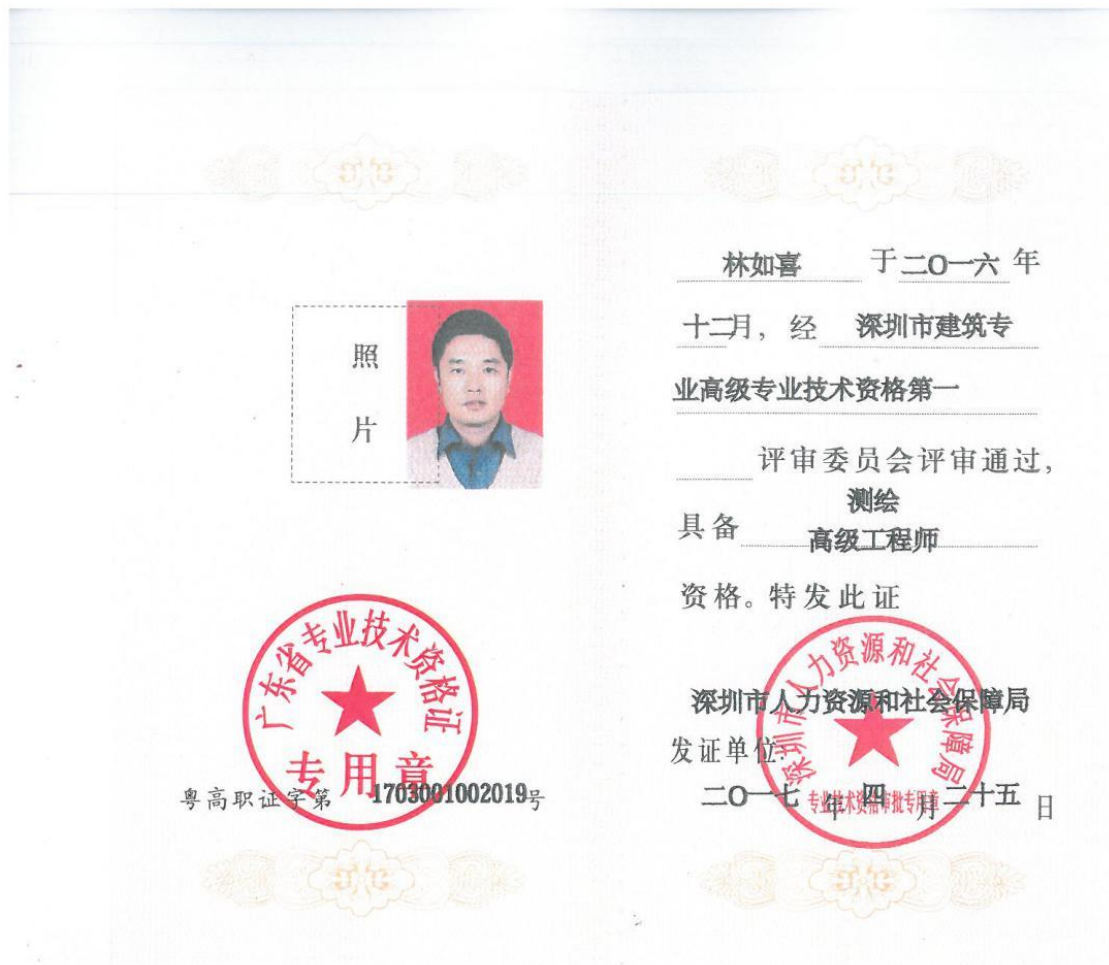 照
片
广东省专业技术资格证
专用章
粤高职证字第 1703001002019号
林如喜 于二O一六年
十二月，经 深圳市建筑专
业高级专业技术资格第一
评审委员会评审通过，
测绘
具备 高级工程师
资格。特发此证
深圳市人力资源和社会保障局
深圳市人力资源和社会保障局
发证单位：
二O一七 年 四 月 二十五 日
专业技术资格审批专用章